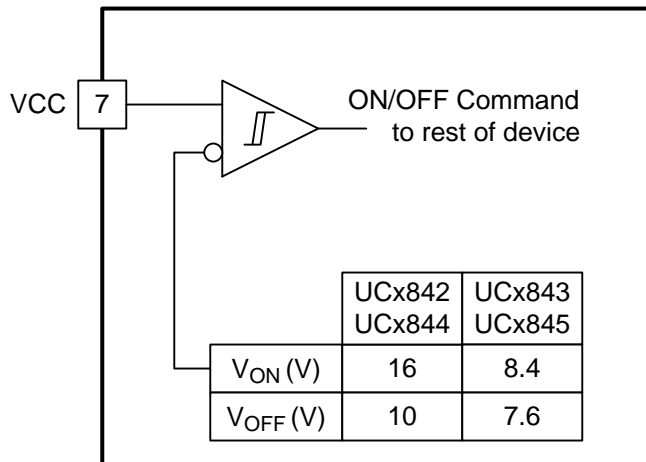 VCC 7
ON/OFF Command
to rest of device
UCx842 UCx843
UCx844 UCx845
VON (V) 16 8.4
VOFF (V) 10 7.6